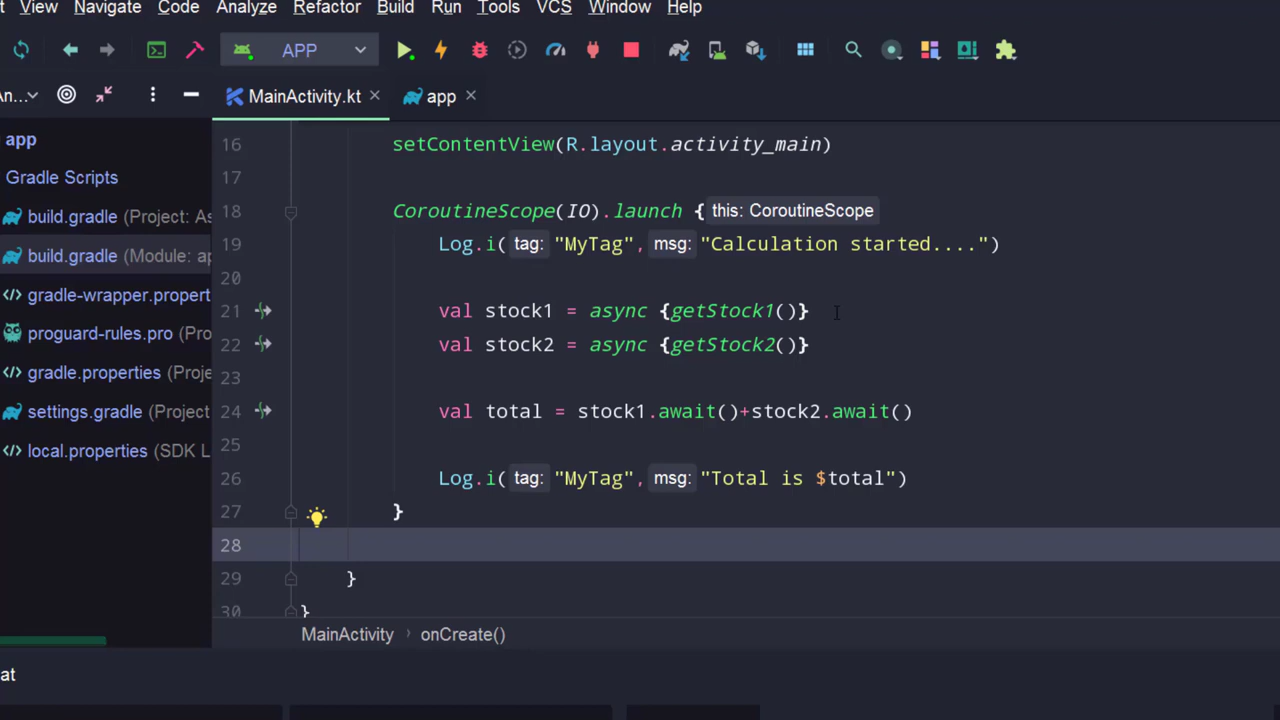 View Navigate Code Analyze Refactor Build Run Tools VCS Window Help
APP
An... MainActivity.kt app
app
Gradle Scripts
build.gradle (Project: As
build.gradle (Module: ap
gradle-wrapper.propert
proguard-rules.pro (Pro
gradle.properties (Projec
settings.gradle (Project
local.properties (SDK L
16 setContentView(R.layout.activity_main)
17
18 CoroutineScope(IO).launch { this: CoroutineScope
19 Log.i( tag: "MyTag", msg: "Calculation started....")
20
21 val stock1 = async {getStock1()}
22 val stock2 = async {getStock2()}
23
24 val total = stock1.await()+stock2.await()
25
26 Log.i( tag: "MyTag", msg: "Total is $total")
27 }
28
29 }
30 }
MainActivity › onCreate()
at